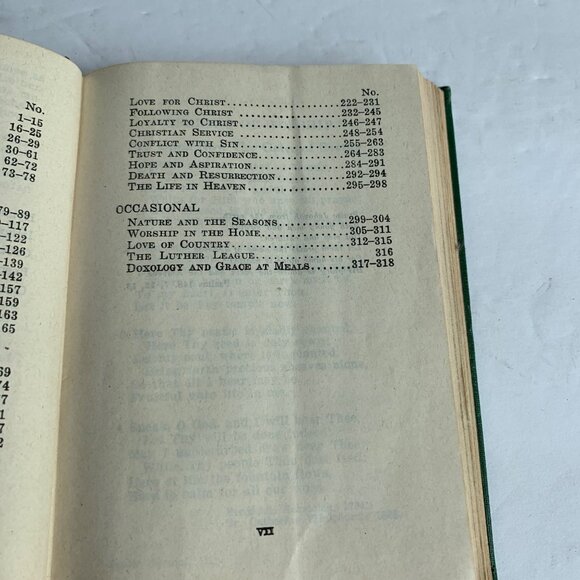 No.
1–15
16–25
26–29
30–61
62–72
73–78
79–89
–117
–122
–126
–139
–142
–157
–159
–163
65
69
74
77
1
2
No.
LOVE FOR CHRIST 222–231
FOLLOWING CHRIST 232–245
LOYALTY TO CHRIST 246–247
CHRISTIAN SERVICE 248–254
CONFLICT WITH SIN 255–263
TRUST AND CONFIDENCE 264–283
HOPE AND ASPIRATION 284–291
DEATH AND RESURRECTION 292–294
THE LIFE IN HEAVEN 295–298
OCCASIONAL
NATURE AND THE SEASONS 299–304
WORSHIP IN THE HOME 305–311
LOVE OF COUNTRY 312–315
THE LUTHER LEAGUE 316
DOXOLOGY AND GRACE AT MEALS 317–318
VII